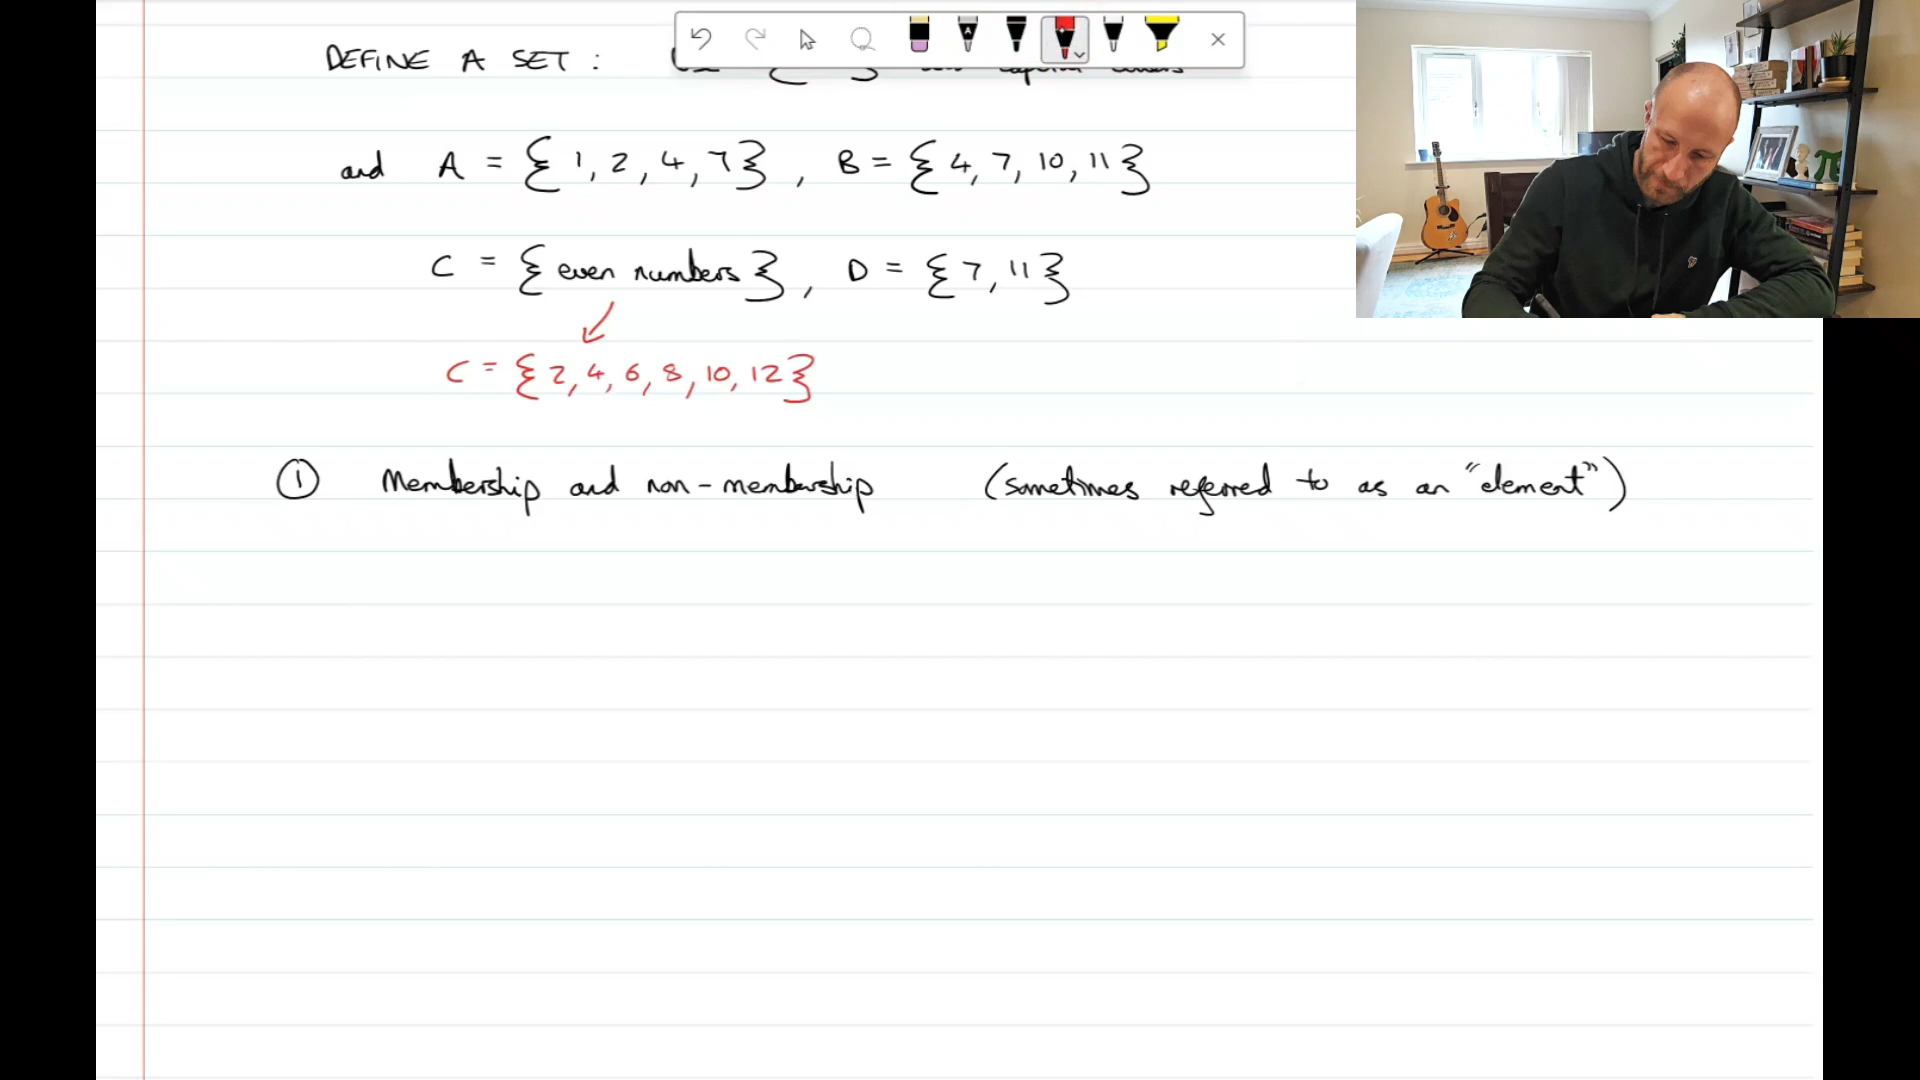 DEFINE A SET :
and A = { 1, 2, 4, 7 } , B = { 4, 7, 10, 11 }
C = { even numbers } , D = { 7, 11 }
C = { 2, 4, 6, 8, 10, 12 }
① Membership and non-membership (sometimes referred to as an "element")